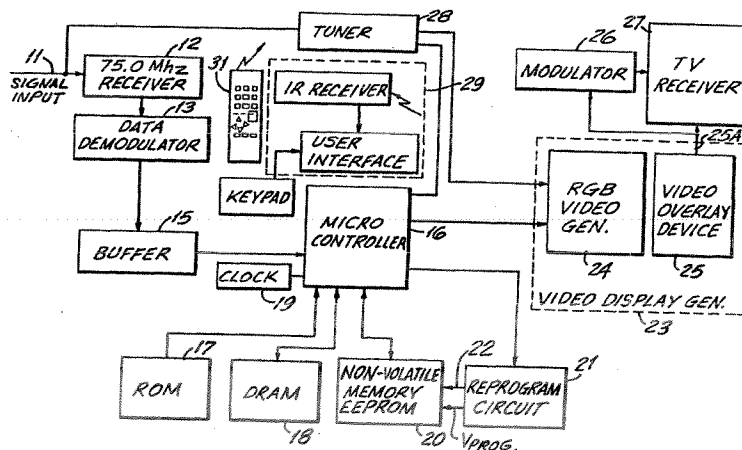 28
TUNER
11
SIGNAL
INPUT
12
75.0 Mhz
RECEIVER
13
DATA
DEMODULATOR
31
29
IR RECEIVER
USER
INTERFACE
KEYPAD
26
MODULATOR
27
TV
RECEIVER
25A
RGB
VIDEO
GEN.
24
VIDEO
OVERLAY
DEVICE
25
VIDEO DISPLAY GEN.
23
15
BUFFER
MICRO
CONTROLLER
16
CLOCK
19
17
ROM
DRAM
18
NON-VOLATILE
MEMORY
EEPROM
20
22
21
REPROGRAM
CIRCUIT
VPROG.